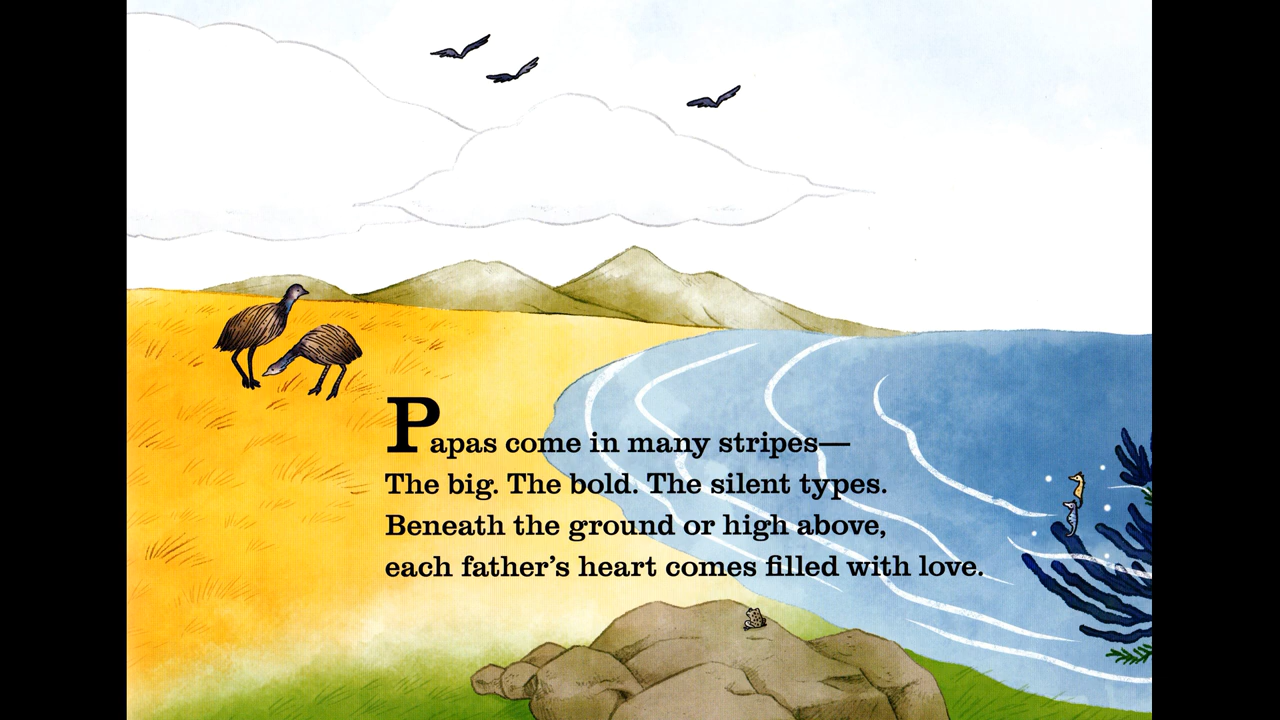 Papas come in many stripes—
The big. The bold. The silent types.
Beneath the ground or high above,
each father’s heart comes filled with love.